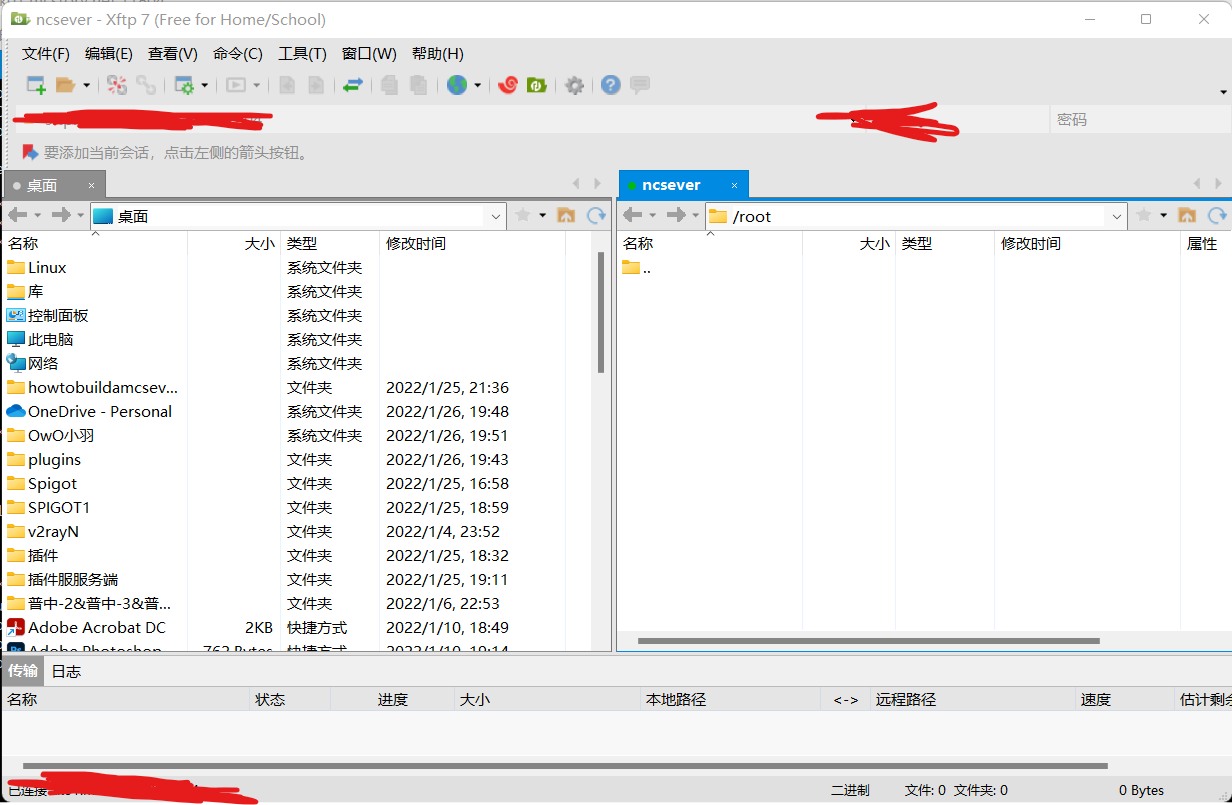 ncsever - Xftp 7 (Free for Home/School)
文件(F) 编辑(E) 查看(V) 命令(C) 工具(T) 窗口(W) 帮助(H)
密码
要添加当前会话，点击左侧的箭头按钮。
桌面 × ncsever ×
桌面 /root
名称 大小 类型 修改时间 名称 大小 类型 修改时间 属性
Linux 系统文件夹 ..
库 系统文件夹
控制面板 系统文件夹
此电脑 系统文件夹
网络 系统文件夹
howtobuildamcsev... 文件夹 2022/1/25, 21:36
OneDrive - Personal 系统文件夹 2022/1/26, 19:48
OwO小羽 系统文件夹 2022/1/26, 19:51
plugins 文件夹 2022/1/26, 19:43
Spigot 文件夹 2022/1/25, 16:58
SPIGOT1 文件夹 2022/1/25, 18:59
v2rayN 文件夹 2022/1/4, 23:52
插件 文件夹 2022/1/25, 18:32
插件服服务端 文件夹 2022/1/25, 19:11
普中-2&普中-3&普... 文件夹 2022/1/6, 22:53
Adobe Acrobat DC 2KB 快捷方式 2022/1/10, 18:49
Adobe Photoshop 762 Bytes 快捷方式 2022/1/10, 19:14
传输 日志
名称 状态 进度 大小 本地路径 <-> 远程路径 速度 估计剩余
已连接 二进制 文件: 0 文件夹: 0 0 Bytes